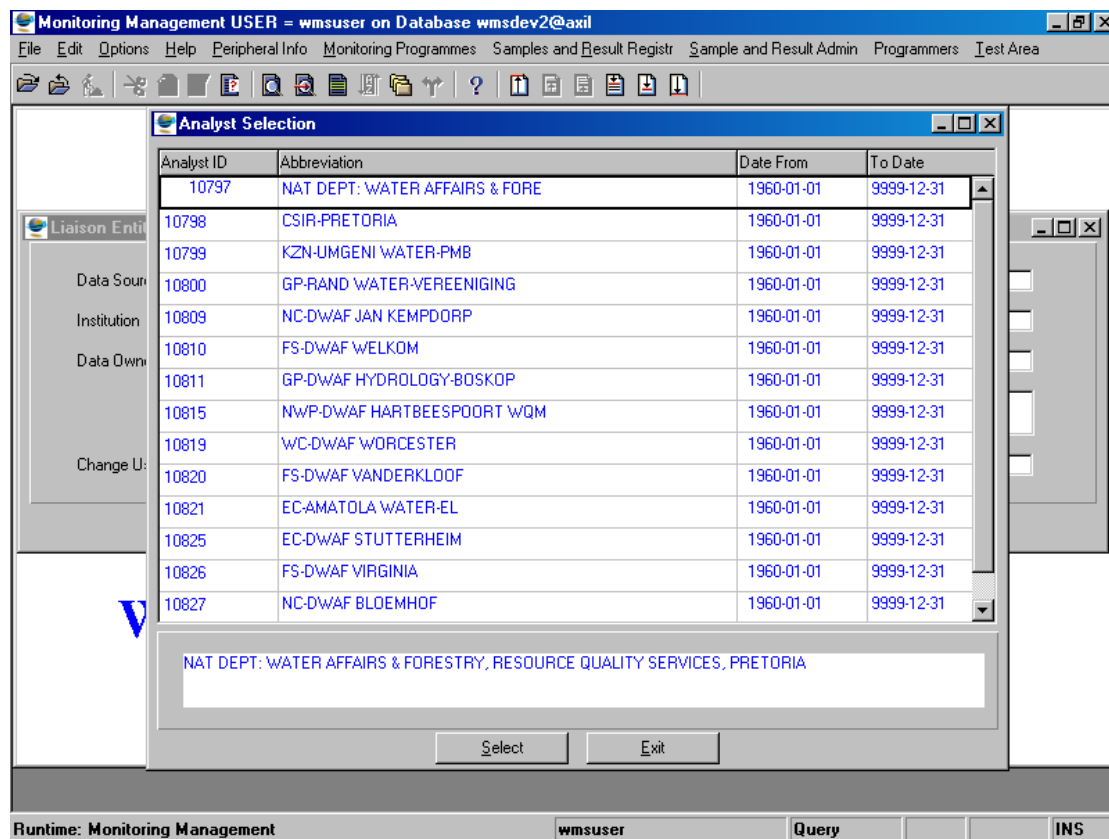 Monitoring Management USER = wmsuser on Database wmsdev2@axil
File Edit Options Help Peripheral Info Monitoring Programmes Samples and Result Registr Sample and Result Admin Programmers Test Area
Analyst Selection
Analyst ID Abbreviation Date From To Date
10797 NAT DEPT: WATER AFFAIRS & FORE 1960-01-01 9999-12-31
10798 CSIR-PRETORIA 1960-01-01 9999-12-31
Liaison Enti
10799 KZN-UMGENI WATER-PMB 1960-01-01 9999-12-31
Data Sour
10800 GP-RAND WATER-VEREENIGING 1960-01-01 9999-12-31
Institution
10809 NC-DWAF JAN KEMPDORP 1960-01-01 9999-12-31
10810 FS-DWAF WELKOM 1960-01-01 9999-12-31
Data Own
10811 GP-DWAF HYDROLOGY-BOSKOP 1960-01-01 9999-12-31
10815 NWP-DWAF HARTBEESPOORT WQM 1960-01-01 9999-12-31
10819 WC-DWAF WORCESTER 1960-01-01 9999-12-31
Change U
10820 FS-DWAF VANDERKLOOF 1960-01-01 9999-12-31
10821 EC-AMATOLA WATER-EL 1960-01-01 9999-12-31
10825 EC-DWAF STUTTERHEIM 1960-01-01 9999-12-31
10826 FS-DWAF VIRGINIA 1960-01-01 9999-12-31
10827 NC-DWAF BLOEMHOF 1960-01-01 9999-12-31
NAT DEPT: WATER AFFAIRS & FORESTRY, RESOURCE QUALITY SERVICES, PRETORIA
Select Exit
Runtime: Monitoring Management wmsuser Query INS